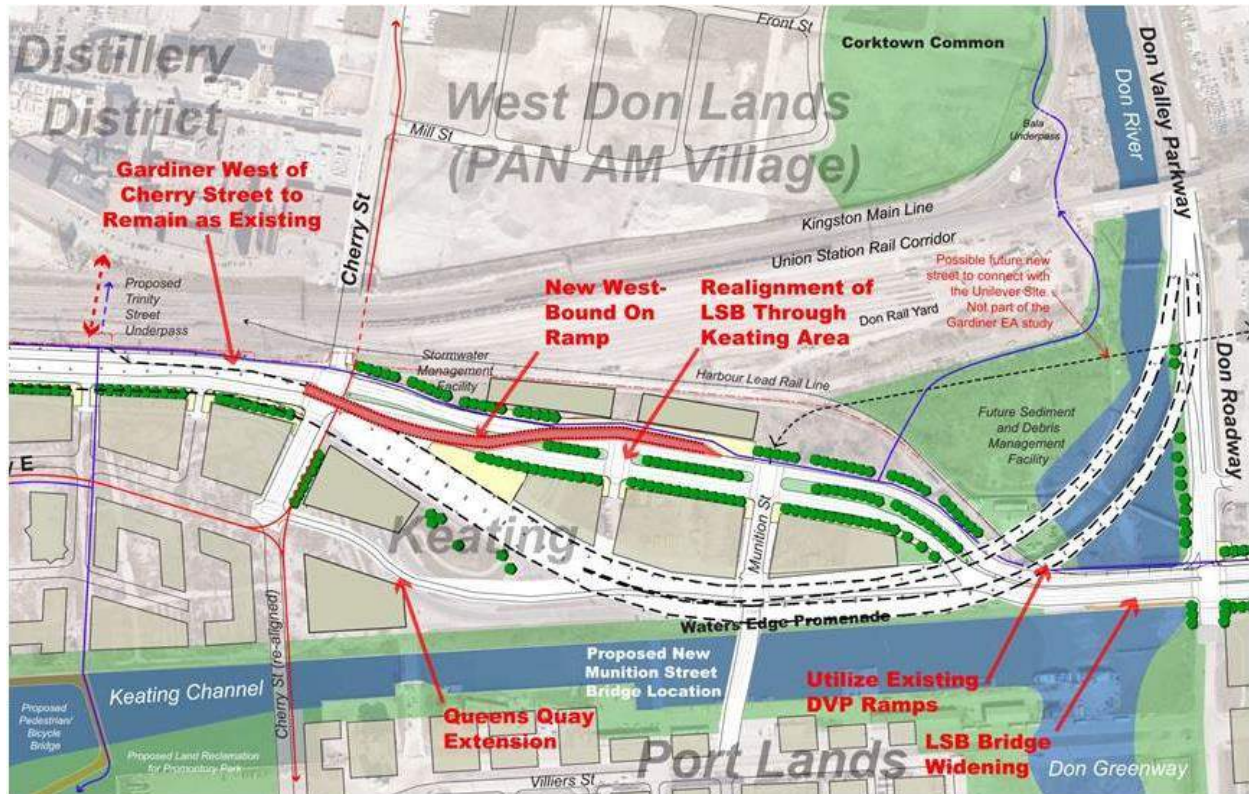 Distillery
District
Front St
Corktown Common
Don Valley Parkway
Don River
West Don Lands
(PAN AM Village)
Mill St
Bala
Underpass
Gardiner West of
Cherry Street to
Remain as Existing
Cherry St
Kingston Main Line
Union Station Rail Corridor
Possible future new
street to connect with
the Unilever Site.
Not part of the
Gardiner EA study
Proposed
Trinity
Street
Underpass
New West-
Bound On
Ramp
Realignment of
LSB Through
Keating Area
Don Rail Yard
Stormwater
Management
Facility
Harbour Lead Rail Line
Don Roadway
Future Sediment
and Debris
Management
Facility
E
Keating
Munition St
Waters Edge Promenade
Cherry St (re-aligned)
Keating Channel
Proposed New
Munition Street
Bridge Location
Utilize Existing
DVP Ramps
Proposed
Pedestrian/
Bicycle
Bridge
Queens Quay
Extension
LSB Bridge
Widening
Proposed Land Reclamation
for Promontory Park
Port Lands
Don Greenway
Villiers St